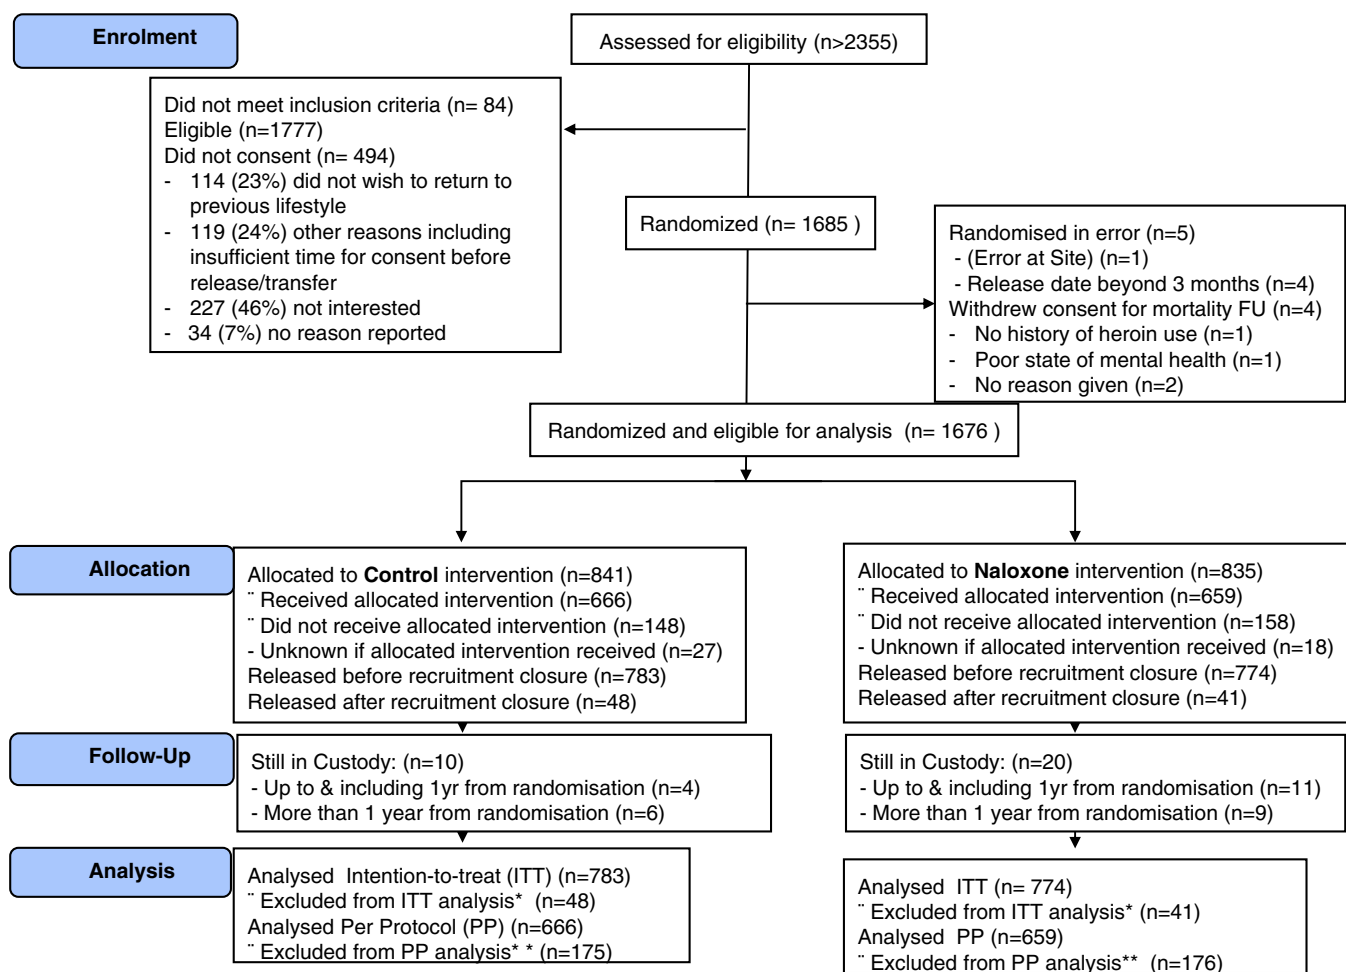 Enrolment
Assessed for eligibility (n>2355)
Did not meet inclusion criteria (n= 84)
Eligible (n=1777)
Did not consent (n= 494)
- 114 (23%) did not wish to return to
previous lifestyle
- 119 (24%) other reasons including
insufficient time for consent before
release/transfer
- 227 (46%) not interested
- 34 (7%) no reason reported
Randomized (n= 1685 )
Randomised in error (n=5)
- (Error at Site) (n=1)
- Release date beyond 3 months (n=4)
Withdrew consent for mortality FU (n=4)
- No history of heroin use (n=1)
- Poor state of mental health (n=1)
- No reason given (n=2)
Randomized and eligible for analysis (n= 1676 )
Allocation
Allocated to Control intervention (n=841)
¨ Received allocated intervention (n=666)
¨ Did not receive allocated intervention (n=148)
- Unknown if allocated intervention received (n=27)
Released before recruitment closure (n=783)
Released after recruitment closure (n=48)
Allocated to Naloxone intervention (n=835)
¨ Received allocated intervention (n=659)
¨ Did not receive allocated intervention (n=158)
- Unknown if allocated intervention received (n=18)
Released before recruitment closure (n=774)
Released after recruitment closure (n=41)
Follow-Up
Still in Custody: (n=10)
- Up to & including 1yr from randomisation (n=4)
- More than 1 year from randomisation (n=6)
Still in Custody: (n=20)
- Up to & including 1yr from randomisation (n=11)
- More than 1 year from randomisation (n=9)
Analysis
Analysed Intention-to-treat (ITT) (n=783)
¨ Excluded from ITT analysis* (n=48)
Analysed Per Protocol (PP) (n=666)
¨ Excluded from PP analysis* * (n=175)
Analysed ITT (n= 774)
¨ Excluded from ITT analysis* (n=41)
Analysed PP (n=659)
¨ Excluded from PP analysis** (n=176)